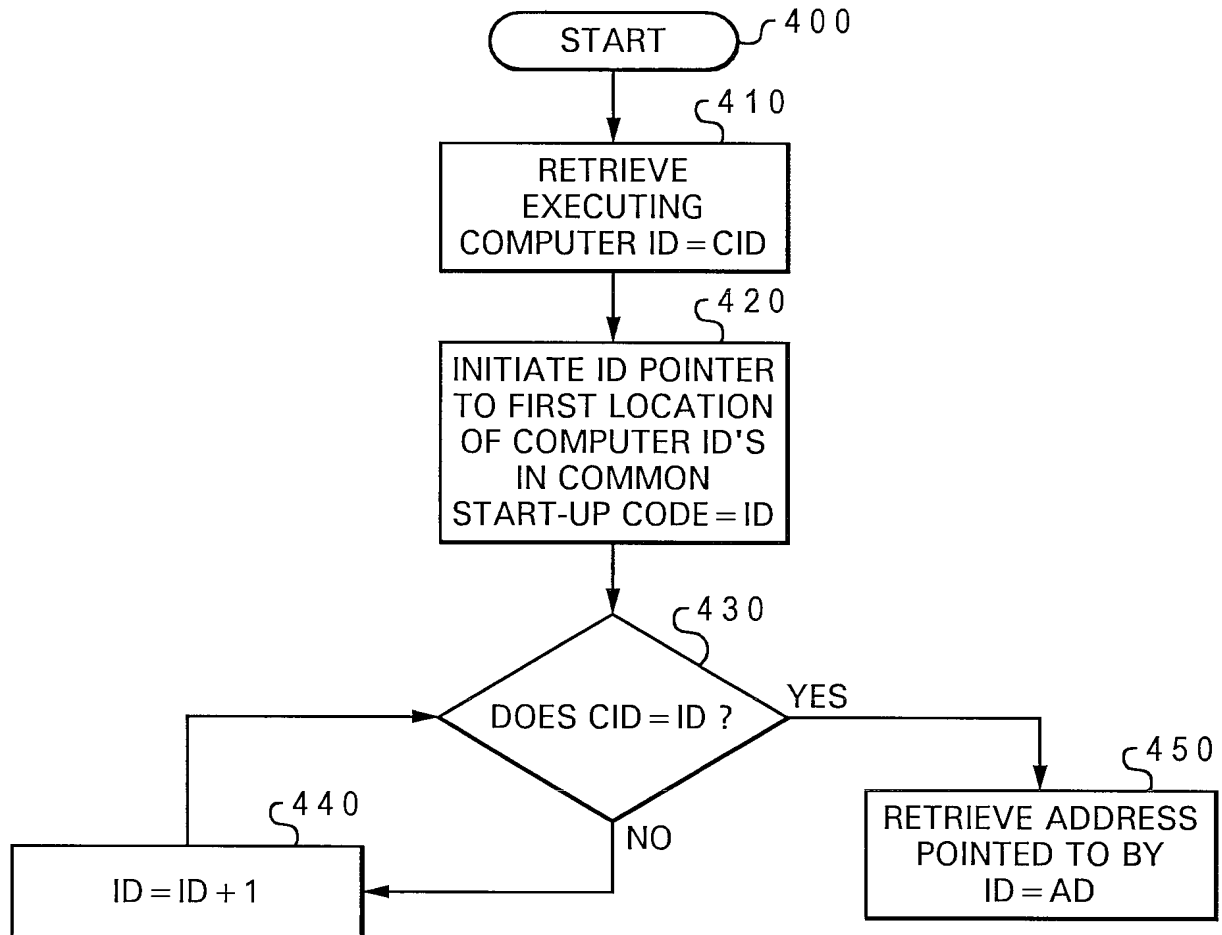 START
400
410
RETRIEVE
EXECUTING
COMPUTER ID = CID
420
INITIATE ID POINTER
TO FIRST LOCATION
OF COMPUTER ID'S
IN COMMON
START-UP CODE = ID
430
DOES CID = ID ?
YES
NO
440
ID = ID + 1
450
RETRIEVE ADDRESS
POINTED TO BY
ID = AD